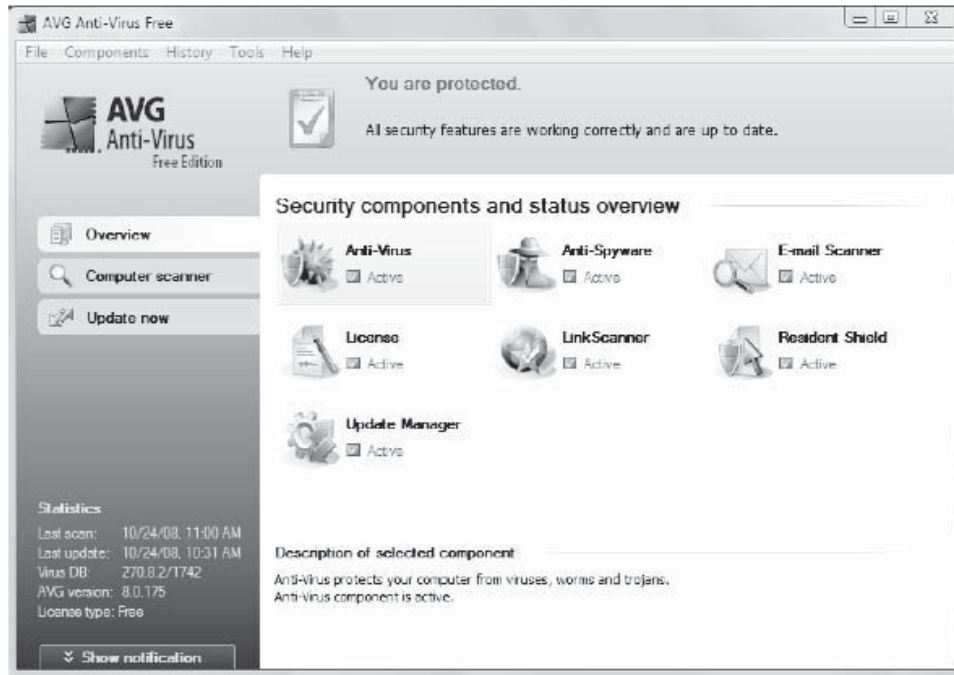 AVG Anti-Virus Free
File Components History Tools Help
AVG
Anti-Virus
Free Edition
You are protected.
All security features are working correctly and are up to date.
Overview
Computer scanner
Update now
Security components and status overview
Anti-Virus
Active
Anti-Spyware
Active
E-mail Scanner
Active
License
Active
LinkScanner
Active
Resident Shield
Active
Update Manager
Active
Statistics
Last scan: 10/24/08, 11:00 AM
Last update: 10/24/08, 10:31 AM
Virus DB: 270.8.2/1742
AVG version: 8.0.175
License type: Free
Show notification
Description of selected component
Anti-Virus protects your computer from viruses, worms and trojans.
Anti-Virus component is active.